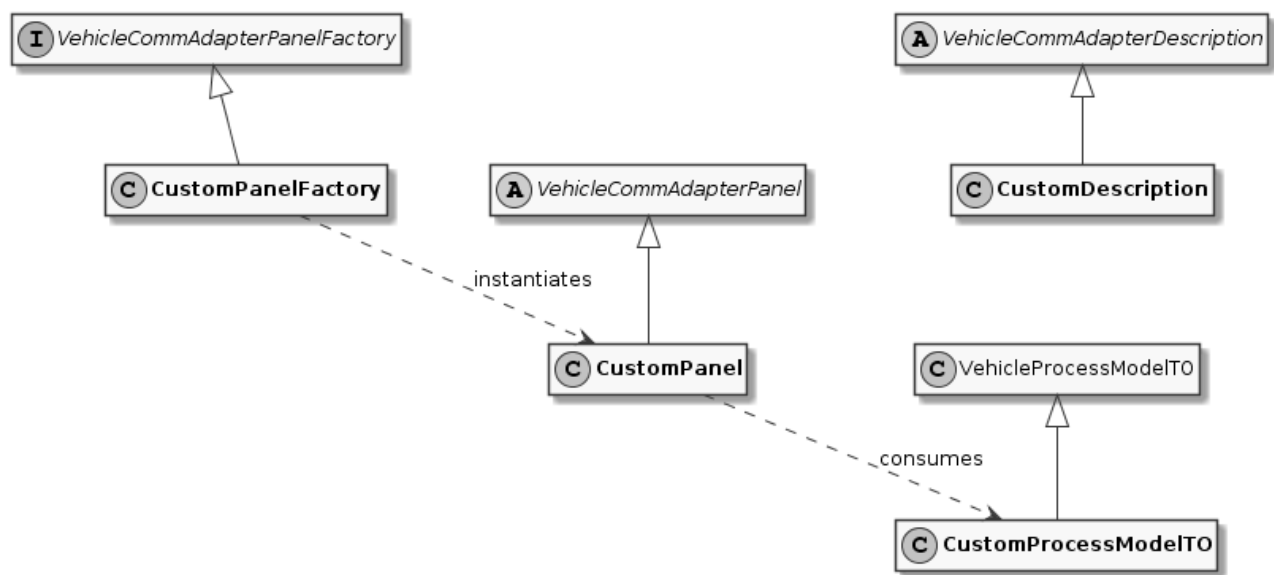 I VehicleCommAdapterPanelFactory
A VehicleCommAdapterDescription
C CustomPanelFactory
A VehicleCommAdapterPanel
C CustomDescription
instantiates
C CustomPanel
C VehicleProcessModelTO
consumes
C CustomProcessModelTO